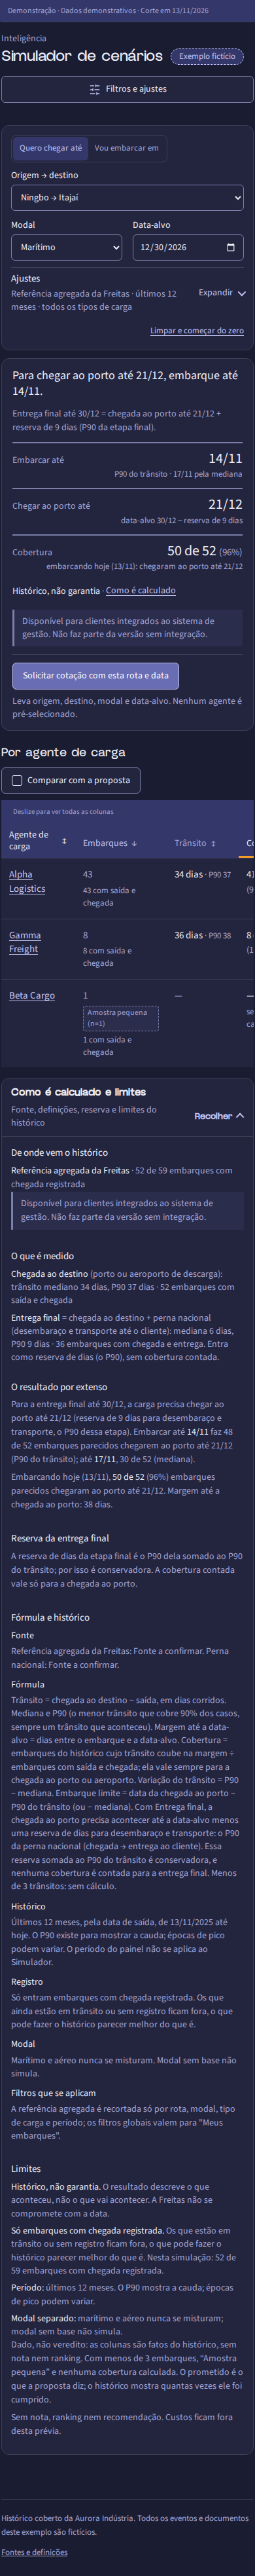 Demonstração · Dados demonstrativos · Corte em 13/11/2026
Inteligência
Simulador de cenários
Exemplo fictício
Filtros e ajustes
Quero chegar até
Vou embarcar em
Origem → destino
Ningbo → Itajaí
Modal
Data-alvo
Marítimo
12/30/2026
Ajustes
Referência agregada da Freitas · últimos 12
meses · todos os tipos de carga
Expandir
Limpar e começar do zero
Para chegar ao porto até 21/12, embarque até
14/11.
Entrega final até 30/12 = chegada ao porto até 21/12 +
reserva de 9 dias (P90 da etapa final).
Embarcar até
14/11
P90 do trânsito · 17/11 pela mediana
Chegar ao porto até
21/12
data-alvo 30/12 − reserva de 9 dias
Cobertura
50 de 52 (96%)
embarcando hoje (13/11): chegaram ao porto até 21/12
Histórico, não garantia · Como é calculado
Disponível para clientes integrados ao sistema de
gestão. Não faz parte da versão sem integração.
Solicitar cotação com esta rota e data
Leva origem, destino, modal e data-alvo. Nenhum agente é
pré-selecionado.
Por agente de carga
Comparar com a proposta
Deslize para ver todas as colunas
Agente de
carga ↕
Embarques ↓
Trânsito ↕
Co
Alpha
Logistics
43
43 com saída e
chegada
34 dias · P90 37
41
(9
Gamma
Freight
8
8 com saída e
chegada
36 dias · P90 38
8
(1
Beta Cargo
1
Amostra pequena
(n=1)
1 com saída e
chegada
—
—
se
ca
Como é calculado e limites
Fonte, definições, reserva e limites do
histórico
Recolher
De onde vem o histórico
Referência agregada da Freitas · 52 de 59 embarques com
chegada registrada
Disponível para clientes integrados ao sistema de
gestão. Não faz parte da versão sem integração.
O que é medido
Chegada ao destino (porto ou aeroporto de descarga):
trânsito mediano 34 dias, P90 37 dias · 52 embarques com
saída e chegada
Entrega final = chegada ao destino + perna nacional
(desembaraço e transporte até o cliente): mediana 6 dias,
P90 9 dias · 36 embarques com chegada e entrega. Entra
como reserva de dias (o P90), sem cobertura contada.
O resultado por extenso
Para a entrega final até 30/12, a carga precisa chegar ao
porto até 21/12 (reserva de 9 dias para desembaraço e
transporte, o P90 dessa etapa). Embarcar até 14/11 faz 48
de 52 embarques parecidos chegarem ao porto até 21/12
(P90 do trânsito); até 17/11, 30 de 52 (mediana).
Embarcando hoje (13/11), 50 de 52 (96%) embarques
parecidos chegaram ao porto até 21/12. Margem até a
chegada ao porto: 38 dias.
Reserva da entrega final
A reserva de dias da etapa final é o P90 dela somado ao P90
do trânsito; por isso é conservadora. A cobertura contada
vale só para a chegada ao porto.
Fórmula e histórico
Fonte
Referência agregada da Freitas: Fonte a confirmar. Perna
nacional: Fonte a confirmar.
Fórmula
Trânsito = chegada ao destino − saída, em dias corridos.
Mediana e P90 (o menor trânsito que cobre 90% dos casos,
sempre um trânsito que aconteceu). Margem até a data-
alvo = dias entre o embarque e a data-alvo. Cobertura =
embarques do histórico cujo trânsito coube na margem ÷
embarques com saída e chegada; ela vale sempre para a
chegada ao porto ou aeroporto. Variação do trânsito = P90
− mediana. Embarque limite = data da chegada ao porto −
P90 do trânsito (ou − mediana). Com Entrega final, a
chegada ao porto precisa acontecer até a data-alvo menos
uma reserva de dias para desembaraço e transporte: o P90
da perna nacional (chegada → entrega ao cliente). Essa
reserva somada ao P90 do trânsito é conservadora, e
nenhuma cobertura é contada para a entrega final. Menos
de 3 trânsitos: sem cálculo.
Histórico
Últimos 12 meses, pela data de saída, de 13/11/2025 até
hoje. O P90 existe para mostrar a cauda; épocas de pico
podem variar. O período do painel não se aplica ao
Simulador.
Registro
Só entram embarques com chegada registrada. Os que
ainda estão em trânsito ou sem registro ficam fora, o que
pode fazer o histórico parecer melhor do que é.
Modal
Marítimo e aéreo nunca se misturam. Modal sem base não
simula.
Filtros que se aplicam
A referência agregada é recortada só por rota, modal, tipo
de carga e período; os filtros globais valem para "Meus
embarques".
Limites
Histórico, não garantia. O resultado descreve o que
aconteceu, não o que vai acontecer. A Freitas não se
compromete com a data.
Só embarques com chegada registrada. Os que estão em
trânsito ou sem registro ficam fora, o que pode fazer o
histórico parecer melhor do que é. Nesta simulação: 52 de
59 embarques com chegada registrada.
Período: últimos 12 meses. O P90 mostra a cauda; épocas
de pico podem variar.
Modal separado: marítimo e aéreo nunca se misturam;
modal sem base não simula.
Dado, não veredito: as colunas são fatos do histórico, sem
nota nem ranking. Com menos de 3 embarques, "Amostra
pequena" e nenhuma cobertura calculada. O prometido é o
que a proposta diz; o histórico mostra quantas vezes ele foi
cumprido.
Sem nota, ranking nem recomendação. Custos ficam fora
desta prévia.
Histórico coberto da Aurora Indústria. Todos os eventos e documentos
deste exemplo são fictícios.
Fontes e definições